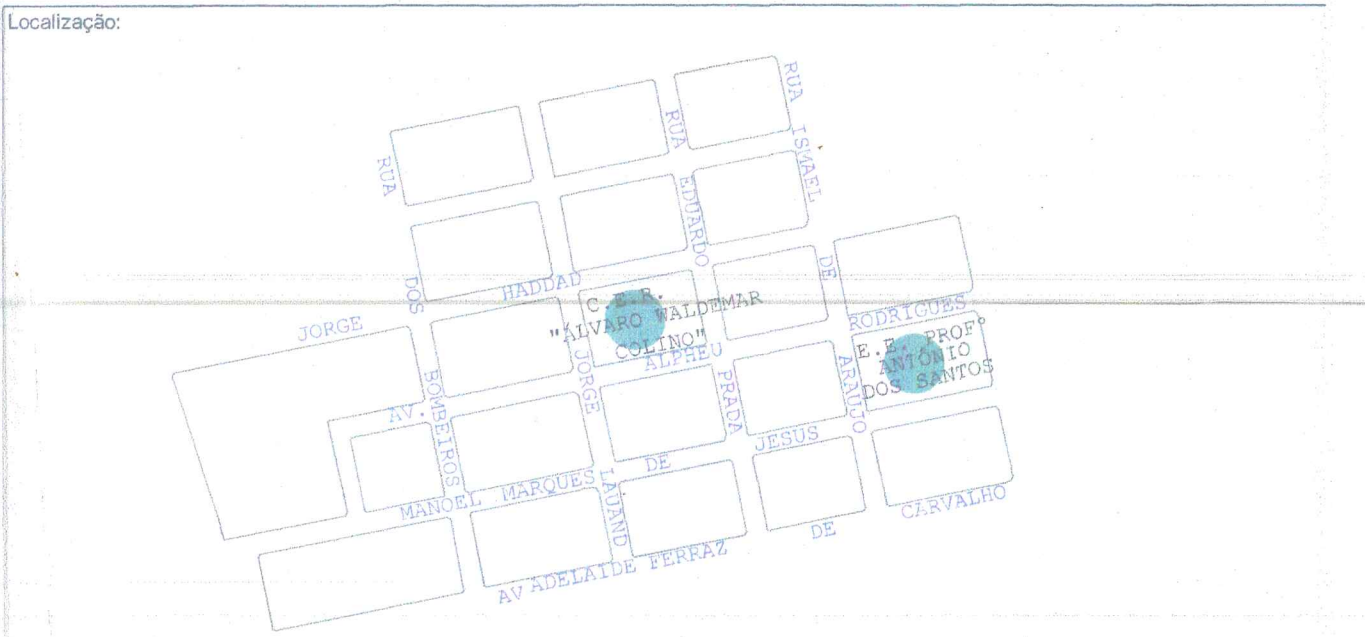 Localização:
RUA DOS BOMBEIROS
RUA EDUARDO PRADA
RUA ISMAEL DE ARAUJO
JORGE HADDAD
C.E.R.
"ÁLVARO WALDEMAR
COLINO"
RODRIGUES
E.E. PROFº
ANTÔNIO
DOS SANTOS
JORGE LAUAND
AV. ALPHEU
MANOEL MARQUES DE JESUS
AV ADELAIDE FERRAZ DE CARVALHO